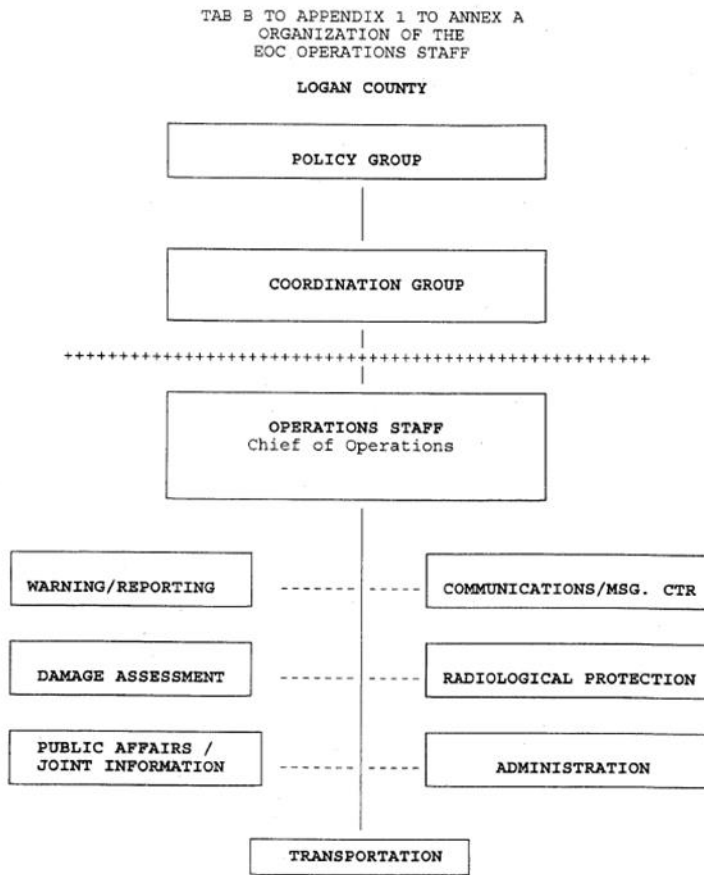 TAB B TO APPENDIX 1 TO ANNEX A
ORGANIZATION OF THE
EOC OPERATIONS STAFF
LOGAN COUNTY
POLICY GROUP
COORDINATION GROUP
++++++++++++++++++++++++++++++++++++++++++++++++++++++
OPERATIONS STAFF
Chief of Operations
WARNING/REPORTING
COMMUNICATIONS/MSG. CTR
DAMAGE ASSESSMENT
RADIOLOGICAL PROTECTION
PUBLIC AFFAIRS /
JOINT INFORMATION
ADMINISTRATION
TRANSPORTATION